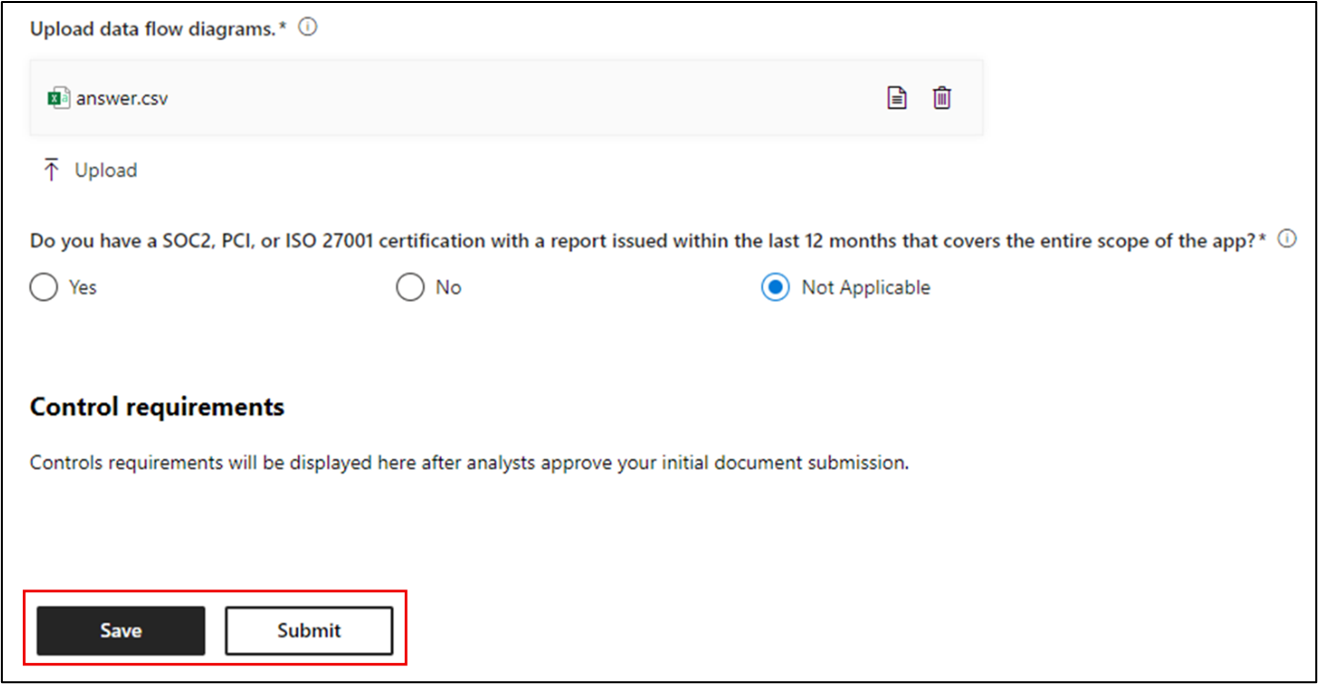 Upload data flow diagrams.*
answer.csv
Upload
Do you have a SOC2, PCI, or ISO 27001 certification with a report issued within the last 12 months that covers the entire scope of the app?*
Yes No Not Applicable
Control requirements
Controls requirements will be displayed here after analysts approve your initial document submission.
Save Submit